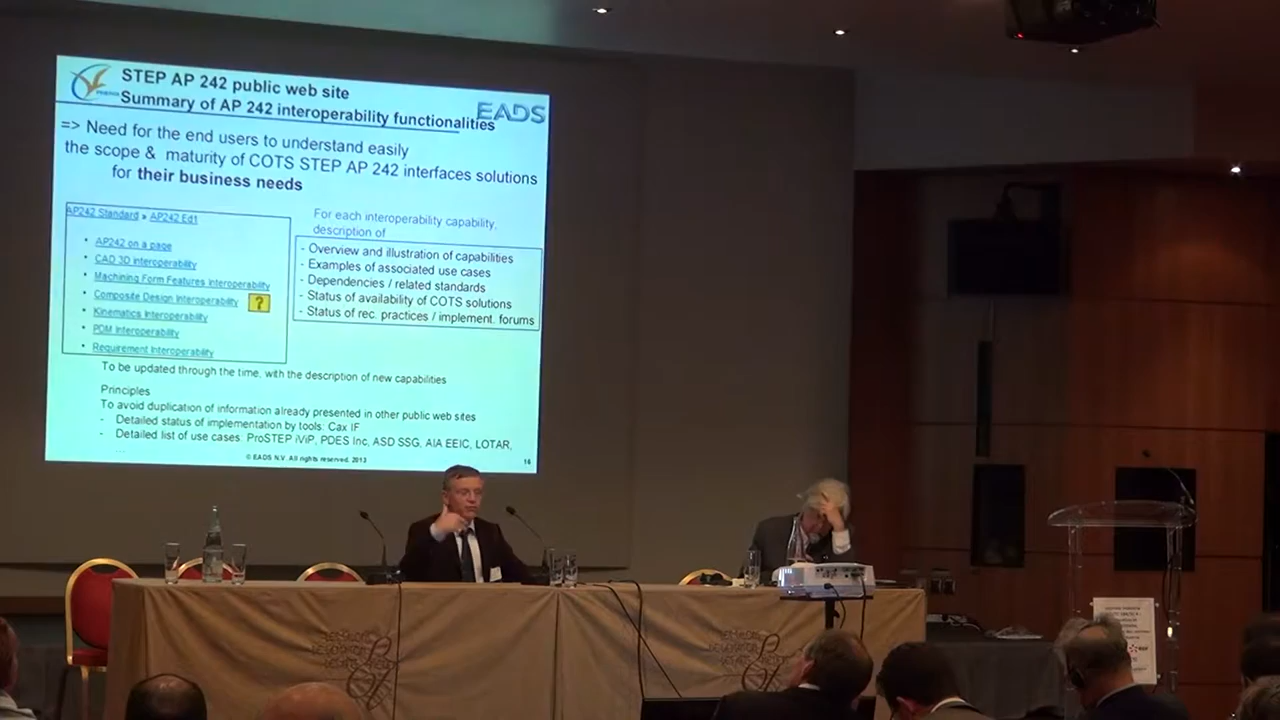 STEP AP 242 public web site
Summary of AP 242 interoperability functionalities
EADS
=> Need for the end users to understand easily
the scope & maturity of COTS STEP AP 242 interfaces solutions
for their business needs
AP242 Standard » AP242 Ed1
• AP242 on a page
• CAD 3D interoperability
• Machining Form Features Interoperability
• Composite Design Interoperability
?
• Kinematics Interoperability
• PDM Interoperability
• Requirement Interoperability
For each interoperability capability,
description of
- Overview and illustration of capabilities
- Examples of associated use cases
- Dependencies / related standards
- Status of availability of COTS solutions
- Status of rec. practices / implement. forums
To be updated through the time, with the description of new capabilities
Principles
To avoid duplication of information already presented in other public web sites
- Detailed status of implementation by tools: Cax IF
- Detailed list of use cases: ProSTEP iViP, PDES Inc, ASD SSG, AIA EEIC, LOTAR,
...
© EADS N.V. All rights reserved. 2013
16